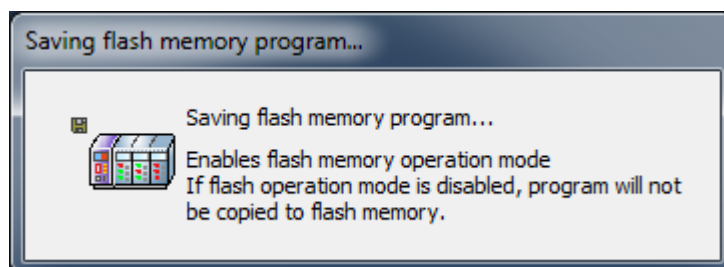 Saving flash memory program...
Saving flash memory program...
Enables flash memory operation mode
If flash operation mode is disabled, program will not
be copied to flash memory.